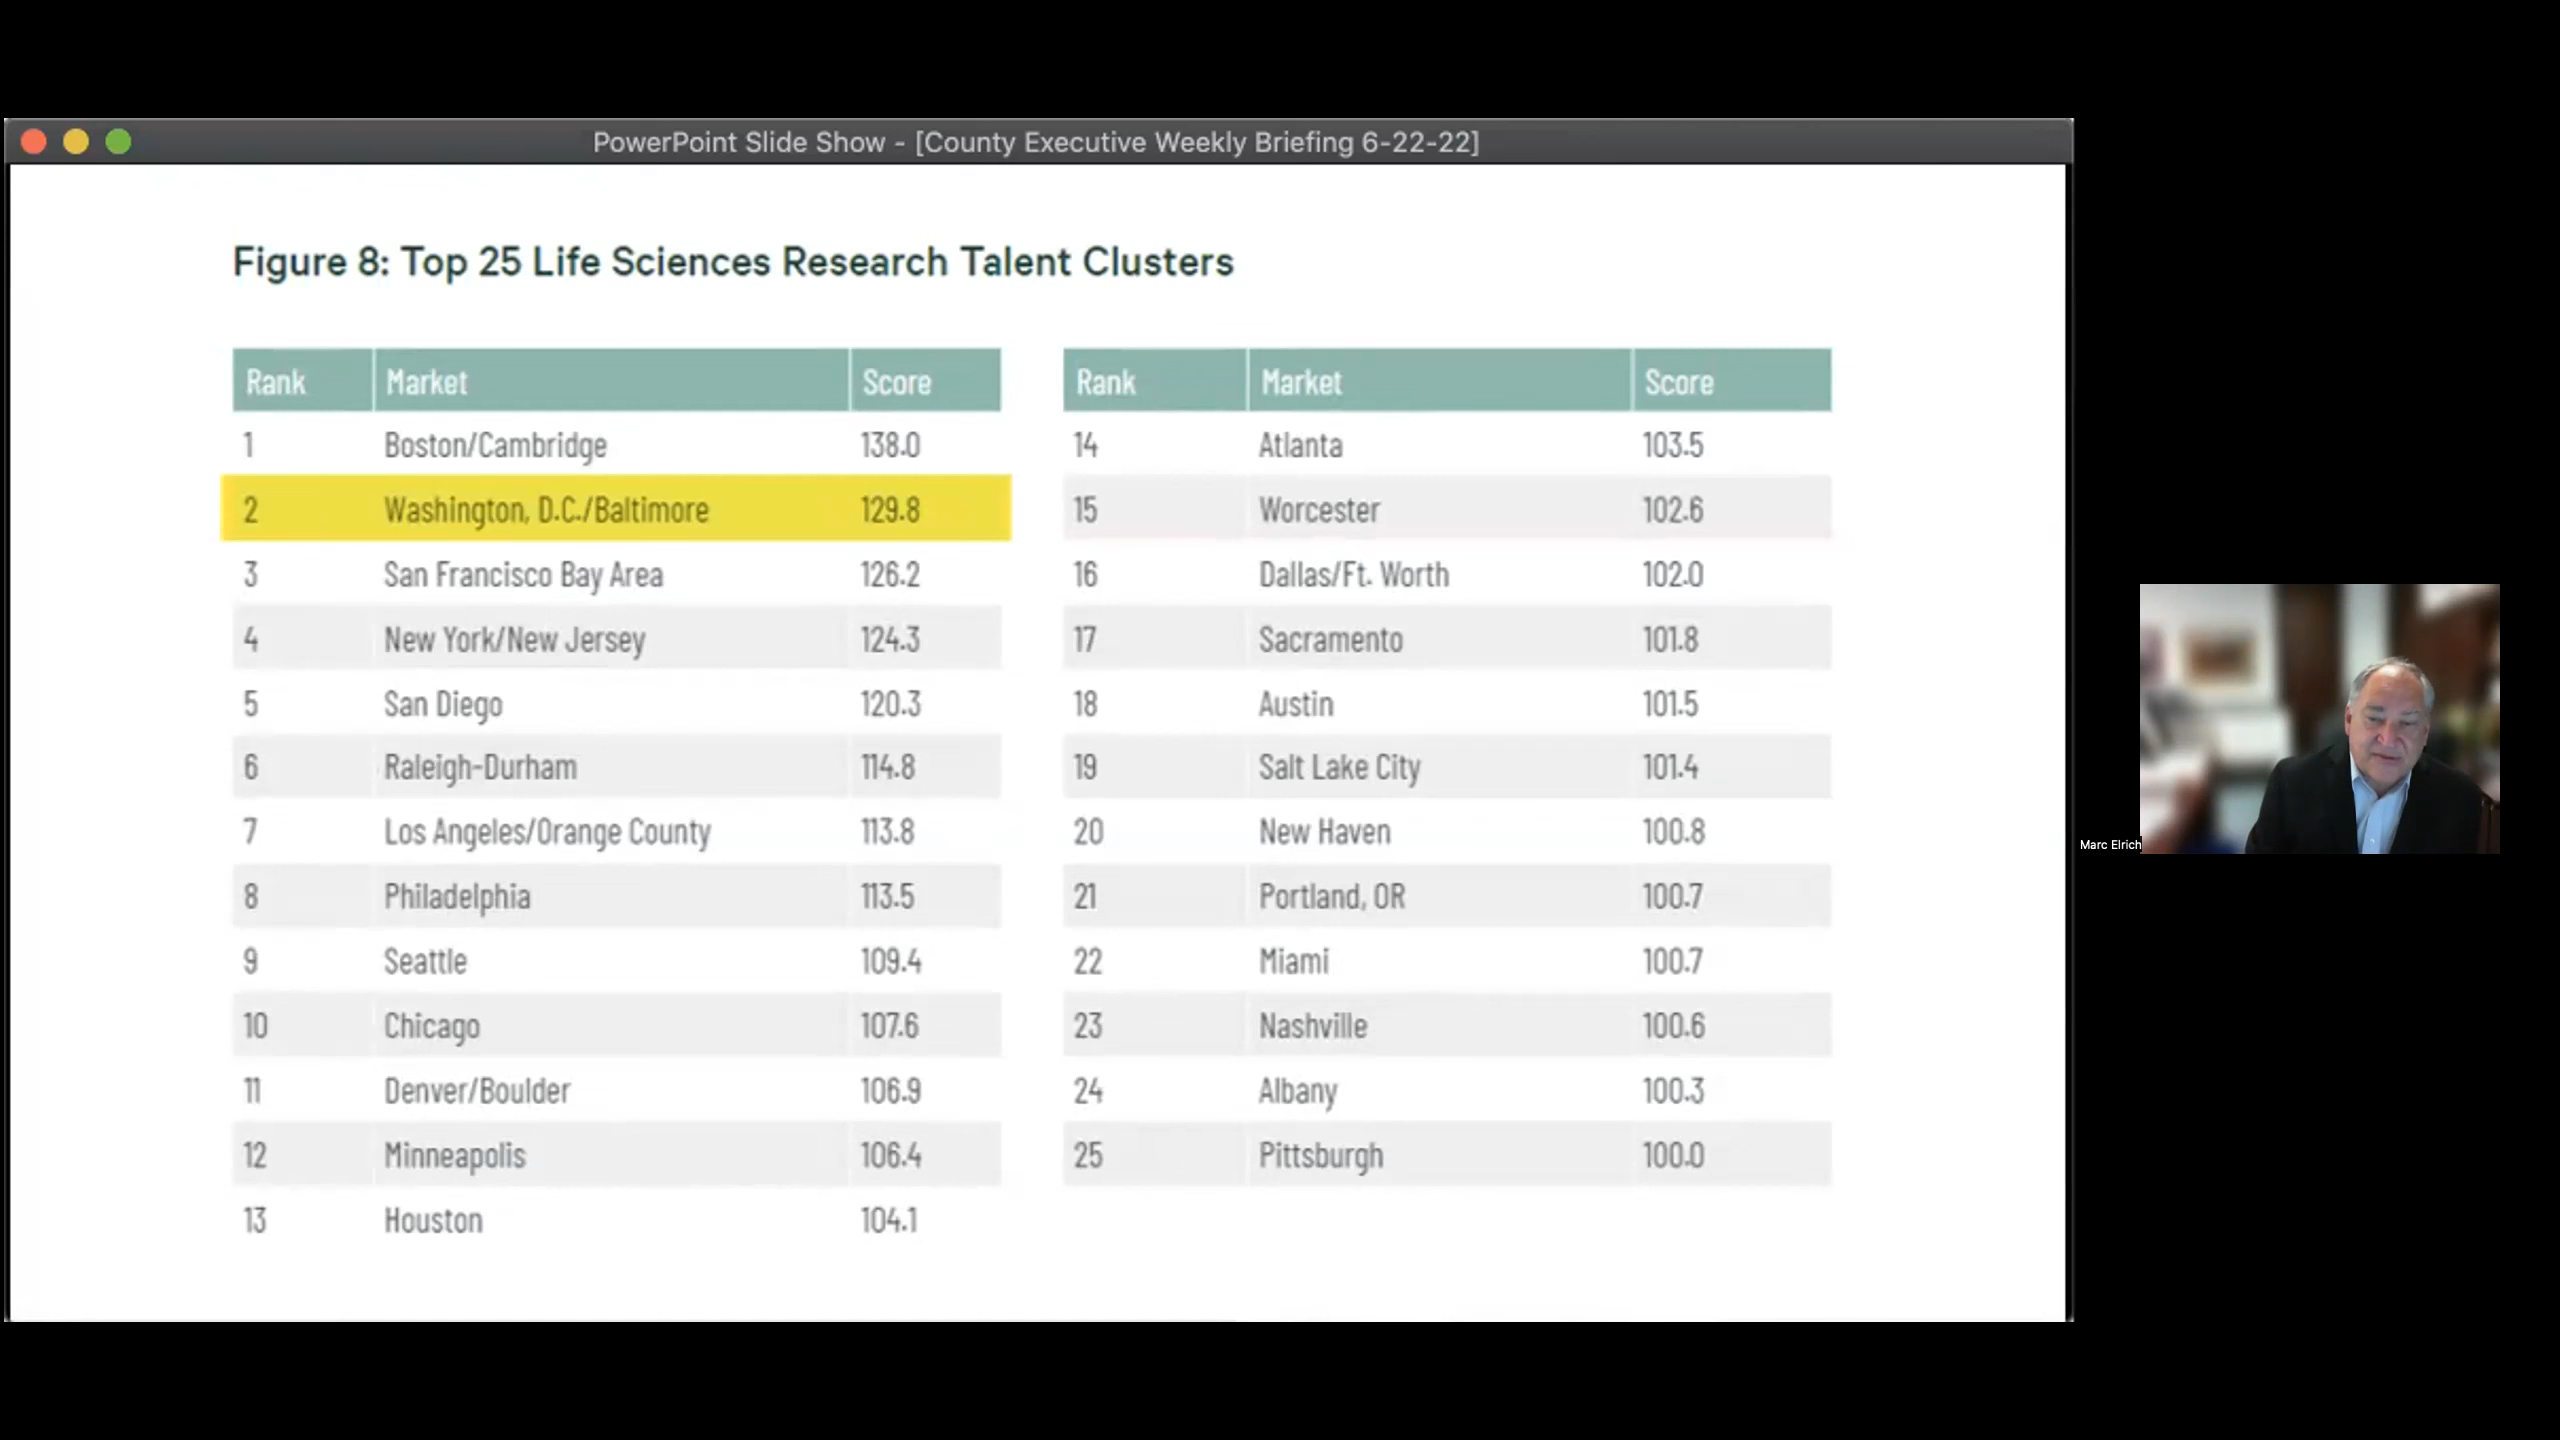 PowerPoint Slide Show - [County Executive Weekly Briefing 6-22-22]
Figure 8: Top 25 Life Sciences Research Talent Clusters
Rank Market Score
1 Boston/Cambridge 138.0
2 Washington, D.C./Baltimore 129.8
3 San Francisco Bay Area 126.2
4 New York/New Jersey 124.3
5 San Diego 120.3
6 Raleigh-Durham 114.8
7 Los Angeles/Orange County 113.8
8 Philadelphia 113.5
9 Seattle 109.4
10 Chicago 107.6
11 Denver/Boulder 106.9
12 Minneapolis 106.4
13 Houston 104.1
Rank Market Score
14 Atlanta 103.5
15 Worcester 102.6
16 Dallas/Ft. Worth 102.0
17 Sacramento 101.8
18 Austin 101.5
19 Salt Lake City 101.4
20 New Haven 100.8
21 Portland, OR 100.7
22 Miami 100.7
23 Nashville 100.6
24 Albany 100.3
25 Pittsburgh 100.0
Marc Elrich